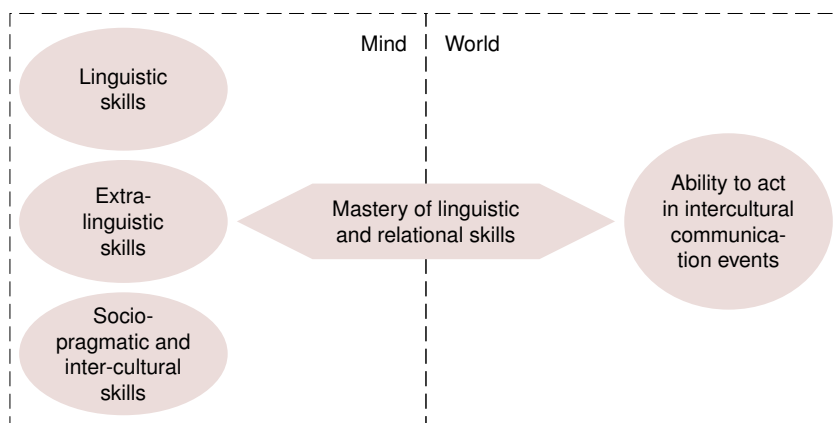 Mind
World
Linguistic
skills
Extra-
linguistic
skills
Socio-
pragmatic and
inter-cultural
skills
Mastery of linguistic
and relational skills
Ability to act
in intercultural
communica-
tion events